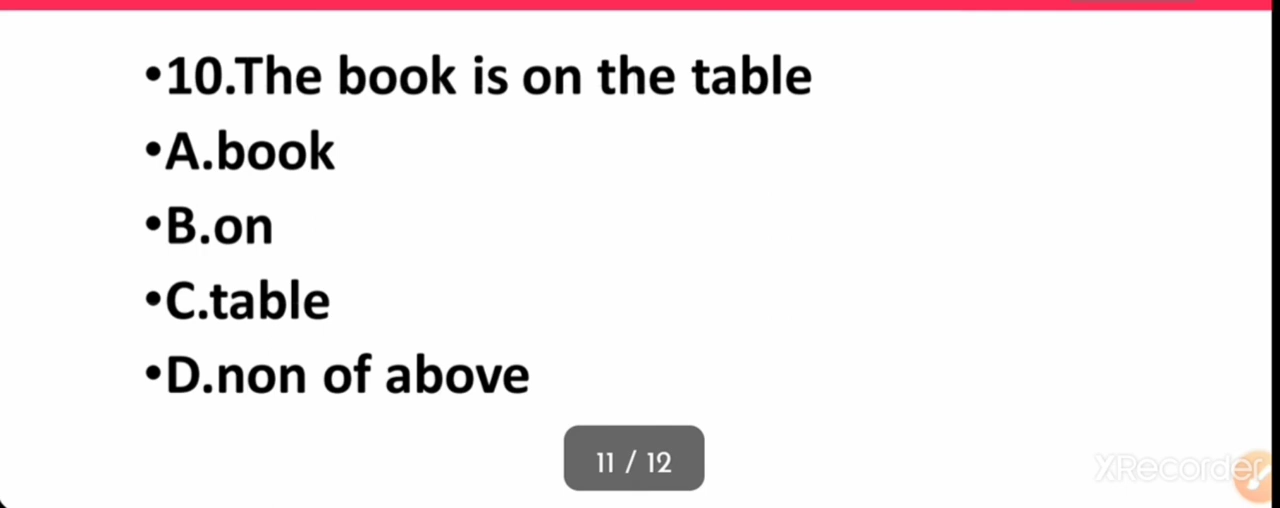 •10.The book is on the table
•A.book
•B.on
•C.table
•D.non of above
11 / 12
XRecorder